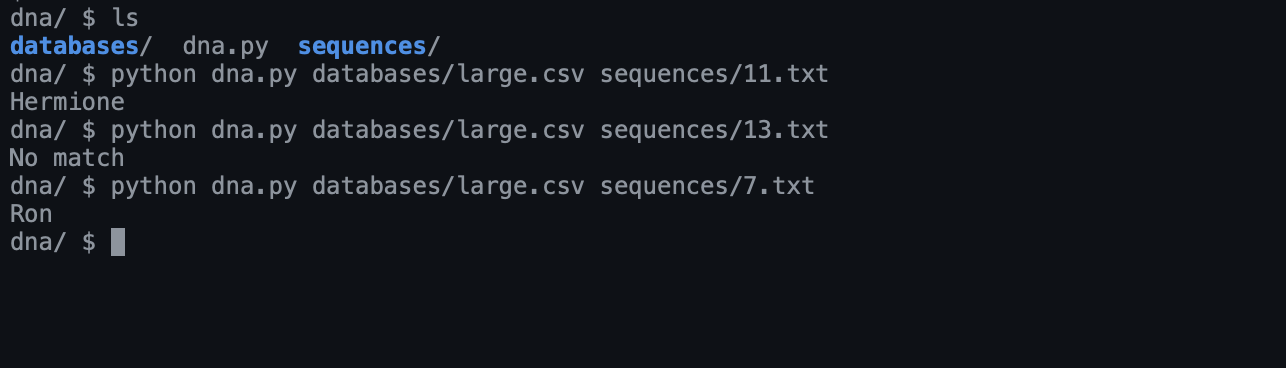 dna/ $ ls
databases/  dna.py  sequences/
dna/ $ python dna.py databases/large.csv sequences/11.txt
Hermione
dna/ $ python dna.py databases/large.csv sequences/13.txt
No match
dna/ $ python dna.py databases/large.csv sequences/7.txt
Ron
dna/ $